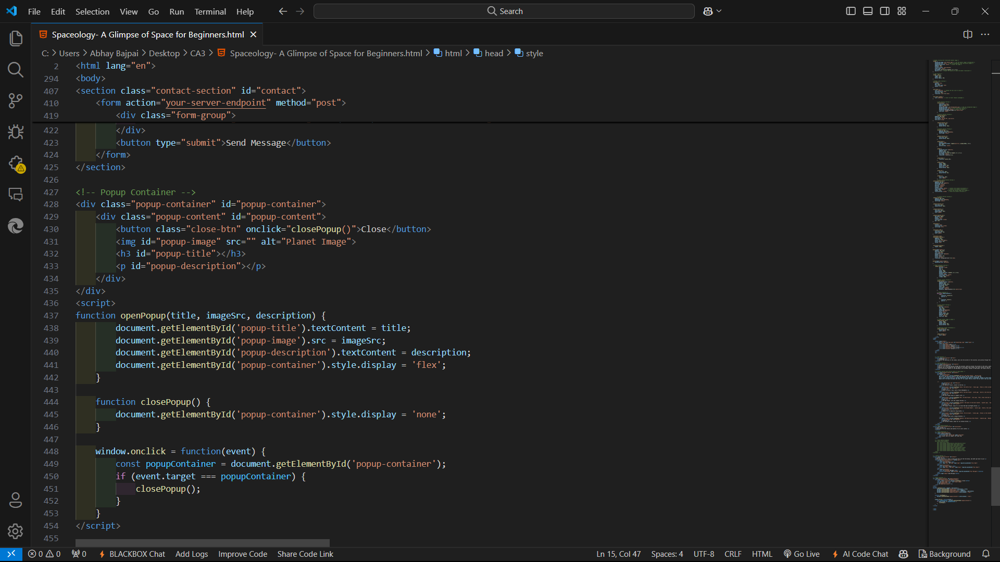 File Edit Selection View Go Run Terminal Help Search
Spaceology- A Glimpse of Space for Beginners.html
C: > Users > Abhay Bajpai > Desktop > CA3 > Spaceology- A Glimpse of Space for Beginners.html > html > head > style
2 <html lang="en">
294 <body>
407 <section class="contact-section" id="contact">
410 <form action="your-server-endpoint" method="post">
419 <div class="form-group">
422 </div>
423 <button type="submit">Send Message</button>
424 </form>
425 </section>
426
427 <!-- Popup Container -->
428 <div class="popup-container" id="popup-container">
429 <div class="popup-content" id="popup-content">
430 <button class="close-btn" onclick="closePopup()">Close</button>
431 <img id="popup-image" src="" alt="Planet Image">
432 <h3 id="popup-title"></h3>
433 <p id="popup-description"></p>
434 </div>
435 </div>
436 <script>
437 function openPopup(title, imageSrc, description) {
438 document.getElementById('popup-title').textContent = title;
439 document.getElementById('popup-image').src = imageSrc;
440 document.getElementById('popup-description').textContent = description;
441 document.getElementById('popup-container').style.display = 'flex';
442 }
443
444 function closePopup() {
445 document.getElementById('popup-container').style.display = 'none';
446 }
447
448 window.onclick = function(event) {
449 const popupContainer = document.getElementById('popup-container');
450 if (event.target === popupContainer) {
451 closePopup();
452 }
453 }
454 </script>
455
0 0 0 BLACKBOX Chat Add Logs Improve Code Share Code Link Ln 15, Col 47 Spaces: 4 UTF-8 CRLF HTML Go Live AI Code Chat Background